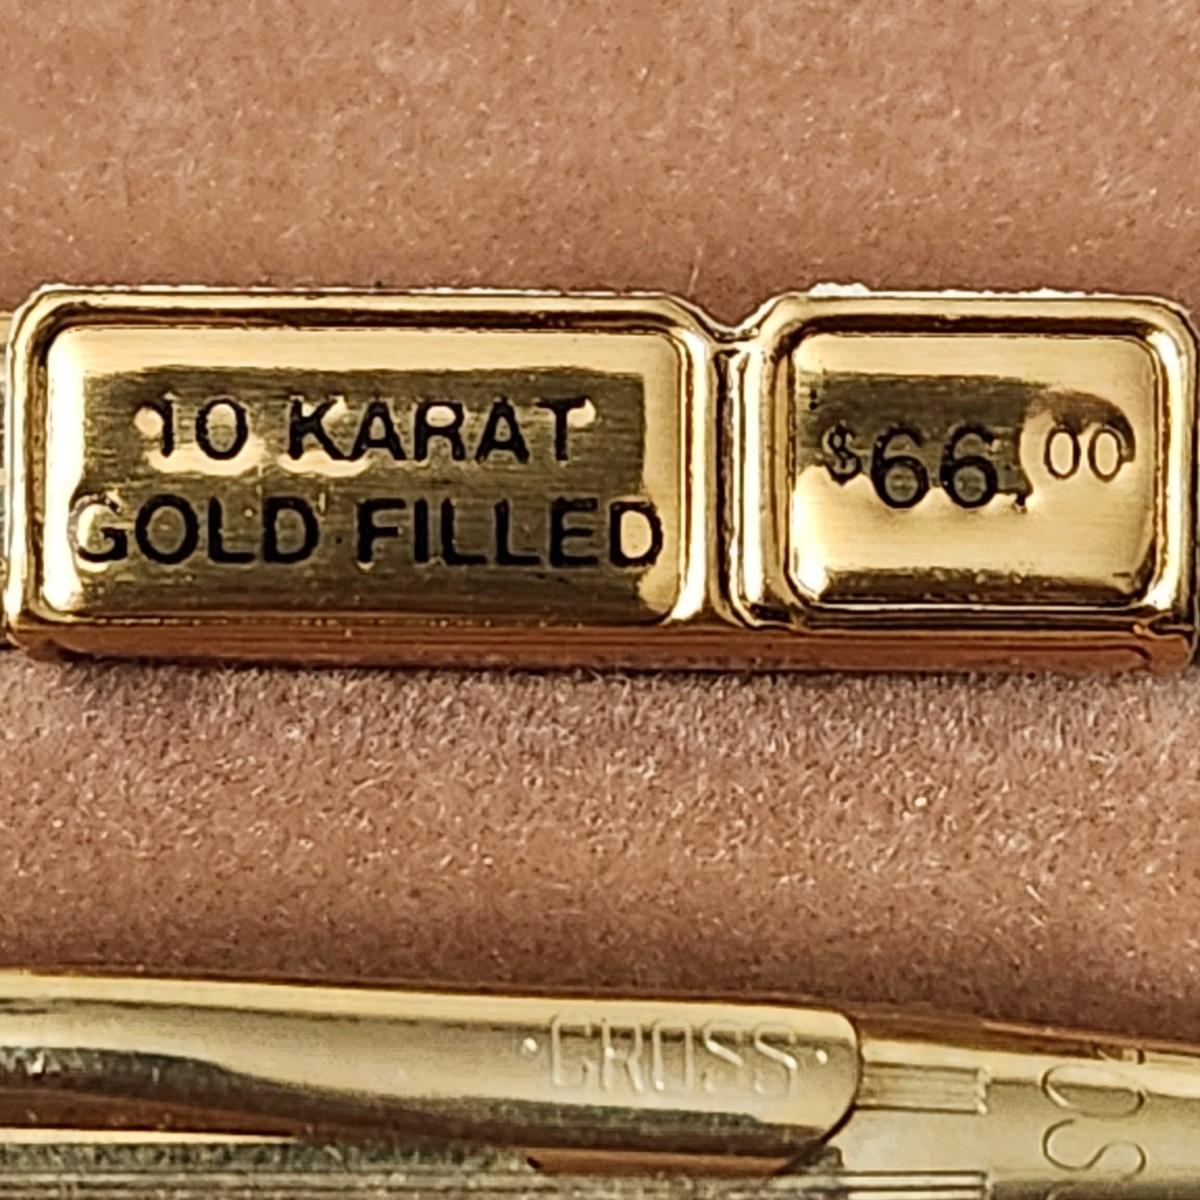 10 KARAT
GOLD FILLED
$66.00
·CROSS·